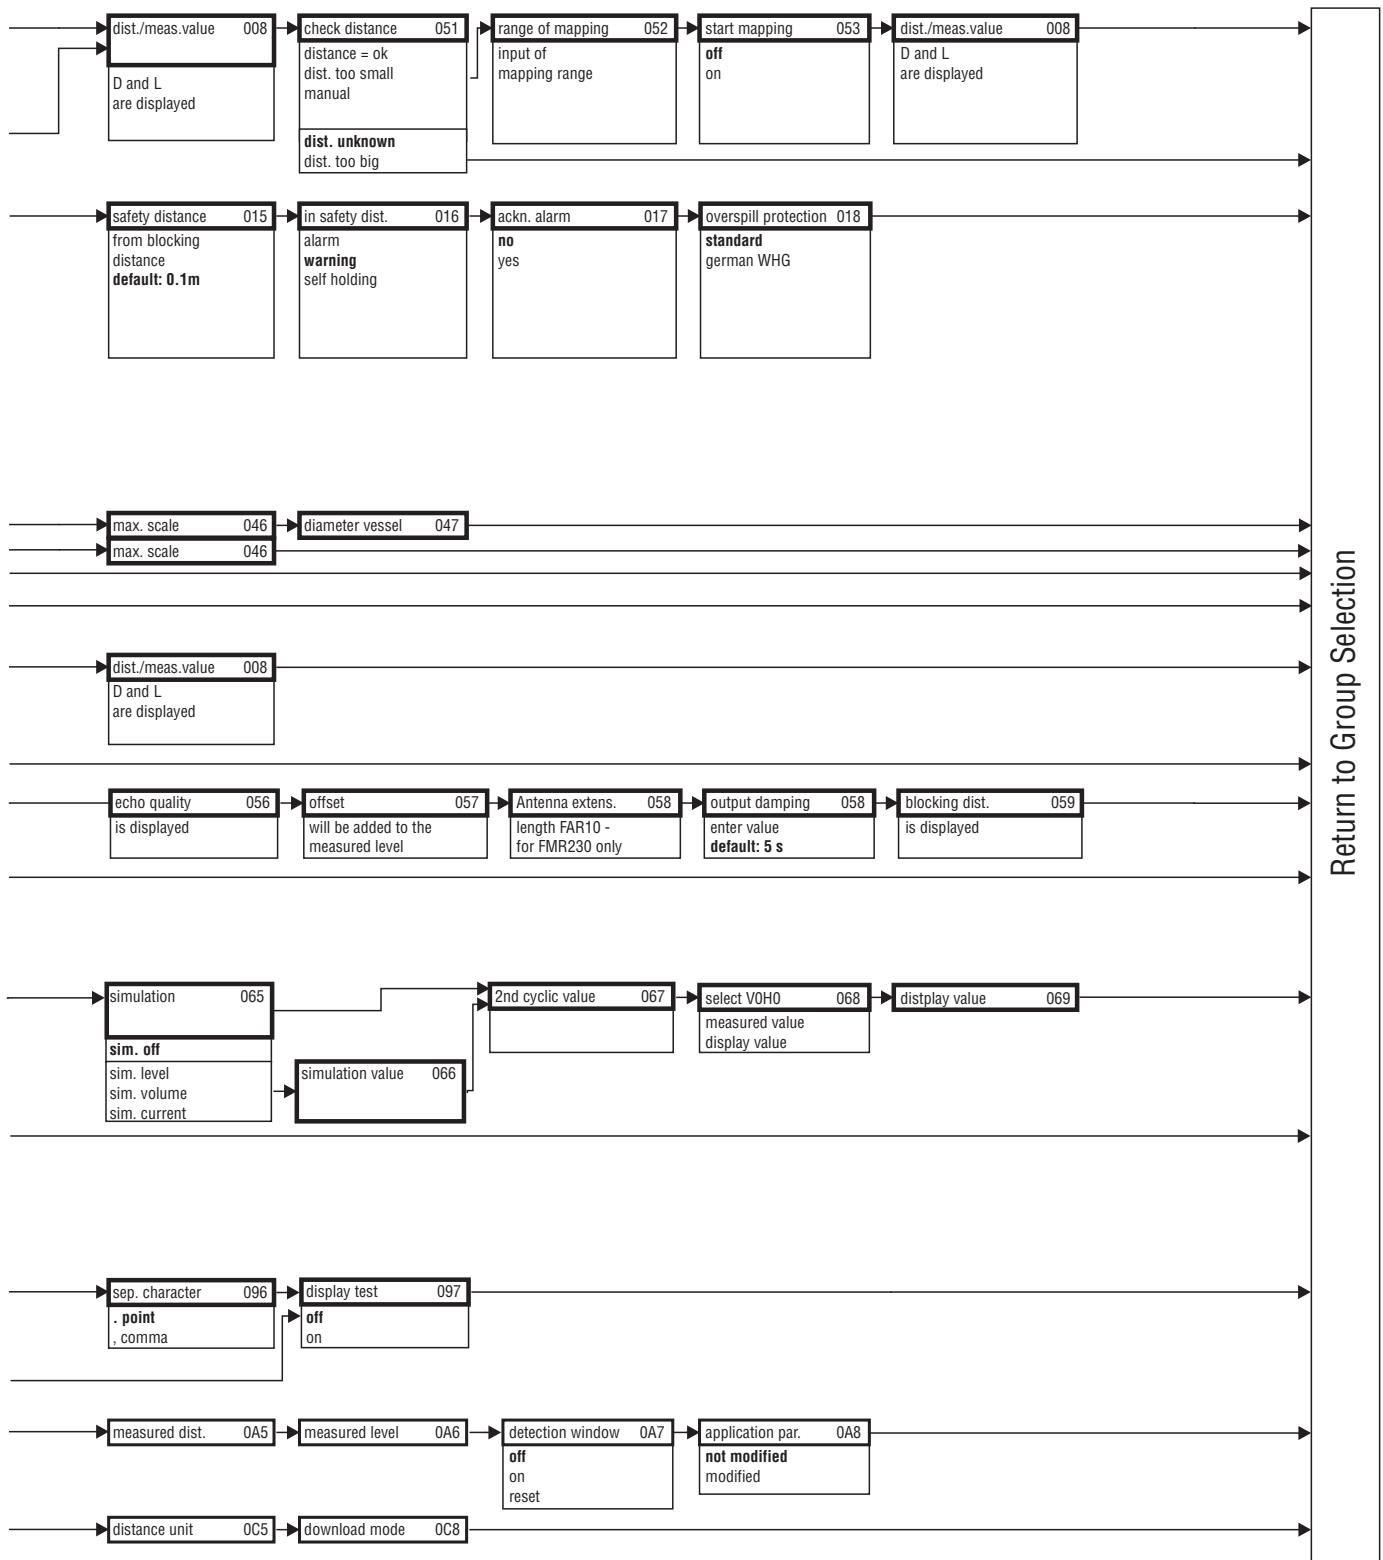 dist./meas.value 008
D and L
are displayed
check distance 051
distance = ok
dist. too small
manual
dist. unknown
dist. too big
range of mapping 052
input of
mapping range
start mapping 053
off
on
dist./meas.value 008
D and L
are displayed
safety distance 015
from blocking
distance
default: 0.1m
in safety dist. 016
alarm
warning
self holding
ackn. alarm 017
no
yes
overspill protection 018
standard
german WHG
max. scale 046
diameter vessel 047
max. scale 046
dist./meas.value 008
D and L
are displayed
echo quality 056
is displayed
offset 057
will be added to the
measured level
Antenna extens. 058
length FAR10 -
for FMR230 only
output damping 058
enter value
default: 5 s
blocking dist. 059
is displayed
simulation 065
sim. off
sim. level
sim. volume
sim. current
simulation value 066
2nd cyclic value 067
select V0H0 068
measured value
display value
distplay value 069
sep. character 096
. point
, comma
display test 097
off
on
measured dist. 0A5
measured level 0A6
detection window 0A7
off
on
reset
application par. 0A8
not modified
modified
distance unit 0C5
download mode 0C8
Return to Group Selection